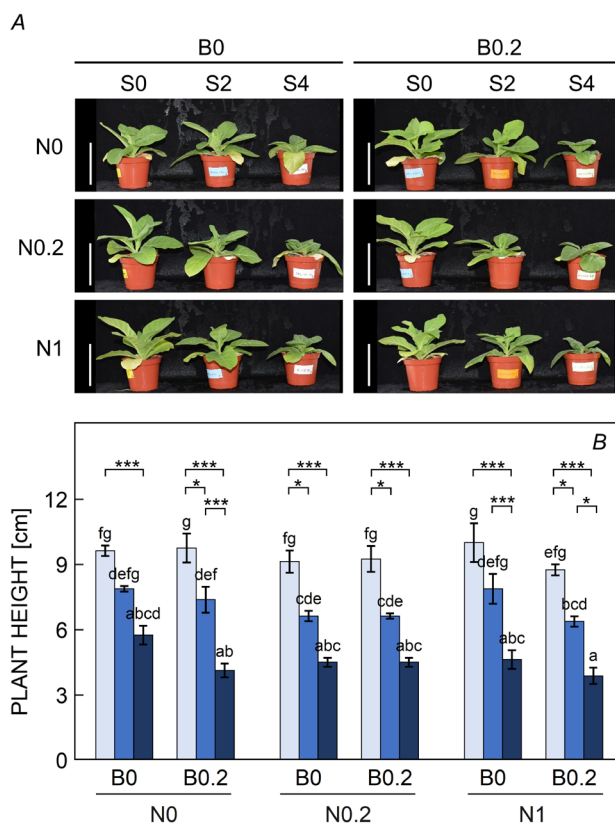 A
B0 B0.2
S0 S2 S4 S0 S2 S4
N0
N0.2
N1
B
*** *** *** *** *** ***
* * * *** * *
***
12
9
6
3
0
PLANT HEIGHT [cm]
fg defg abcd g def ab fg cde abc fg cde abc g defg abc efg bcd a
B0 B0.2 B0 B0.2 B0 B0.2
N0 N0.2 N1